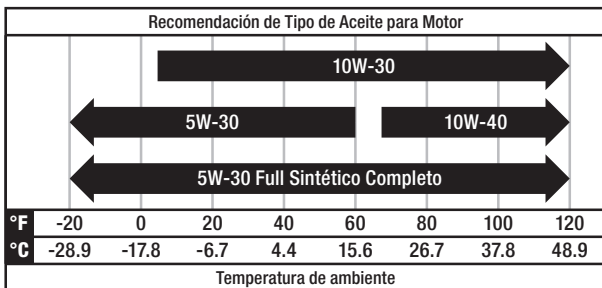 Recomendación de Tipo de Aceite para Motor
10W-30
5W-30 10W-40
5W-30 Full Sintético Completo
°F -20 0 20 40 60 80 100 120
°C -28.9 -17.8 -6.7 4.4 15.6 26.7 37.8 48.9
Temperatura de ambiente